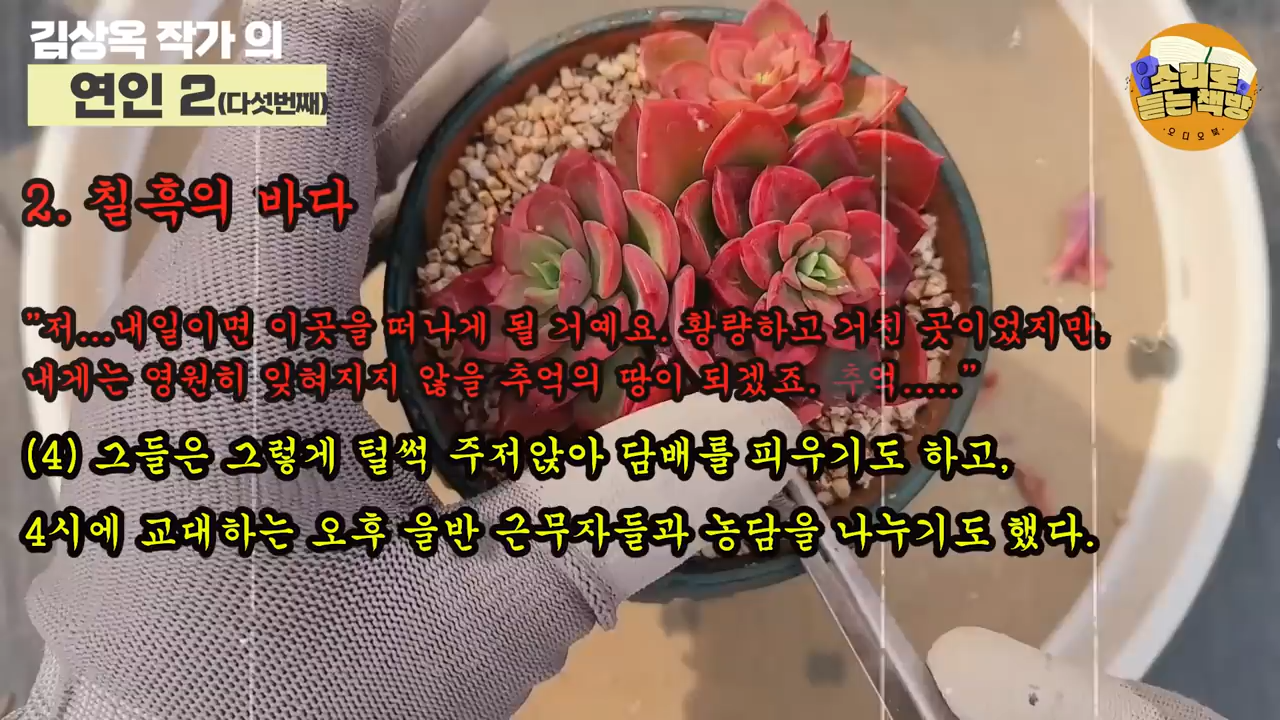 김상옥 작가 의
연인 2(다섯번째)
소리로
듣는 책방
·오디오북·
2. 칠흑의 바다
"저...내일이면 이곳을 떠나게 될 거예요. 황량하고 거친 곳이었지만,
내게는 영원히 잊혀지지 않을 추억의 땅이 되겠죠. 추억....."
(4) 그들은 그렇게 털썩 주저앉아 담배를 피우기도 하고,
4시에 교대하는 오후 을반 근무자들과 농담을 나누기도 했다.